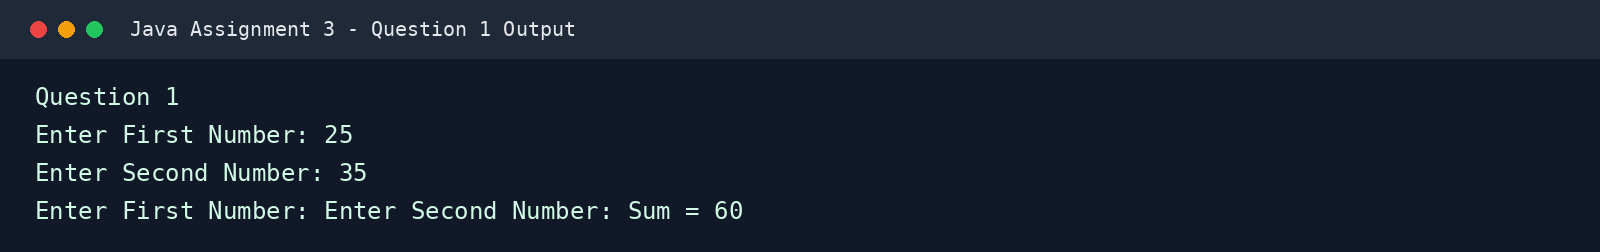 Java Assignment 3 - Question 1 Output
Question 1
Enter First Number: 25
Enter Second Number: 35
Enter First Number: Enter Second Number: Sum = 60